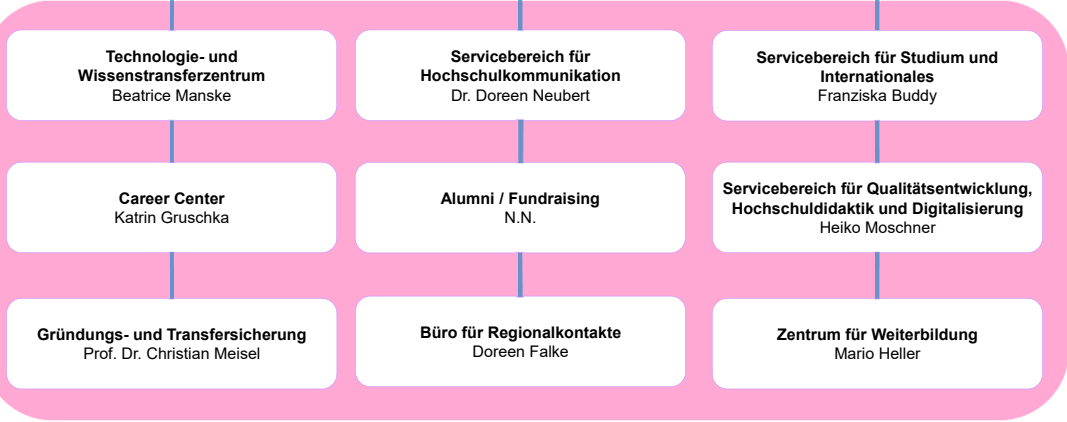 Technologie- und
Wissenstransferzentrum
Beatrice Manske
Servicebereich für
Hochschulkommunikation
Dr. Doreen Neubert
Servicebereich für Studium und
Internationales
Franziska Buddy
Career Center
Katrin Gruschka
Alumni / Fundraising
N.N.
Servicebereich für Qualitätsentwicklung,
Hochschuldidaktik und Digitalisierung
Heiko Moschner
Gründungs- und Transfersicherung
Prof. Dr. Christian Meisel
Büro für Regionalkontakte
Doreen Falke
Zentrum für Weiterbildung
Mario Heller